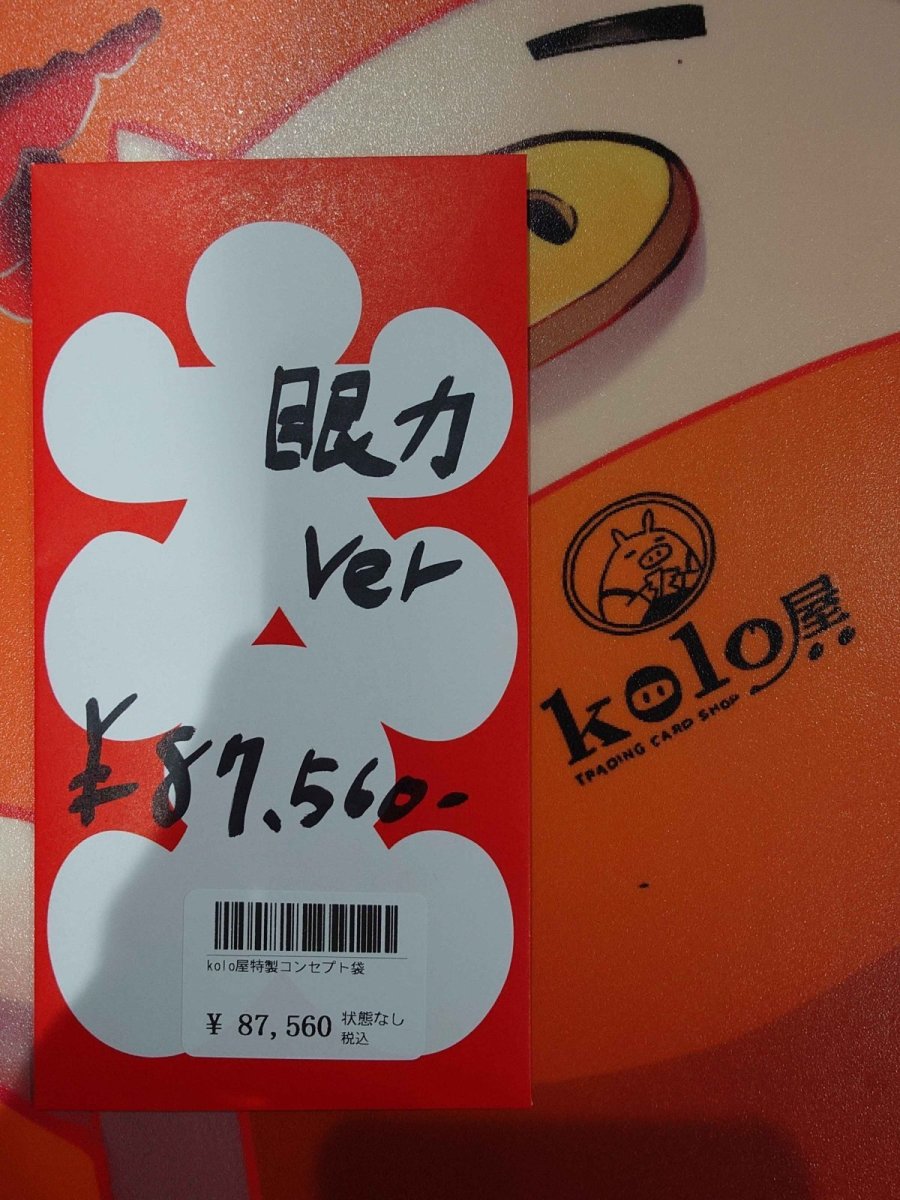 眼力
ver
¥87,560-
kolo屋特製コンセプト袋
¥ 87,560 状態なし
税込
kolo屋
TRADING CARD SHOP